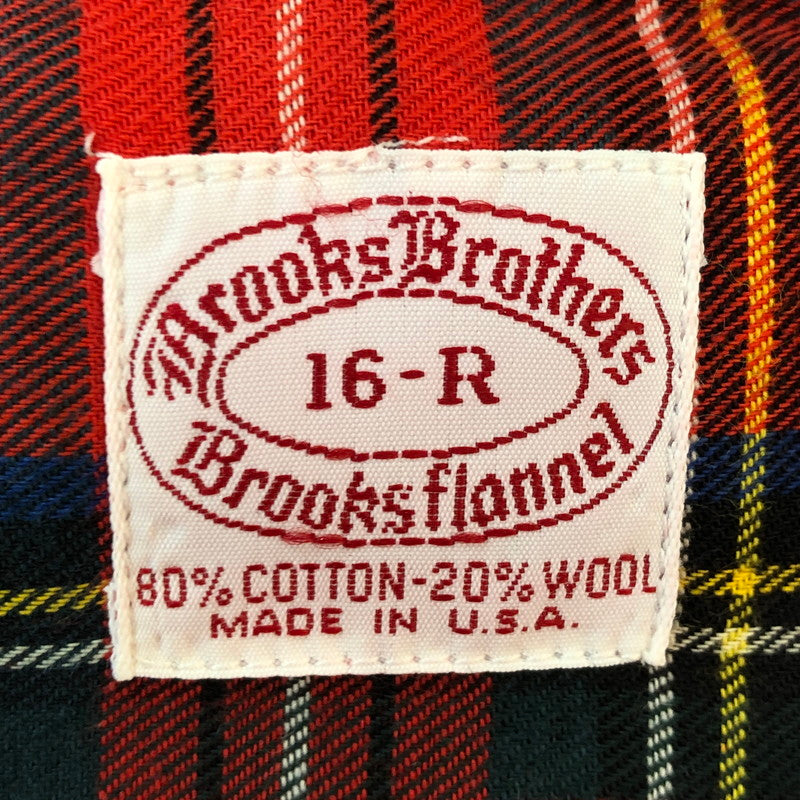 Brooks Brothers
16-R
Brooksflannel
80% COTTON-20% WOOL
MADE IN U.S.A.